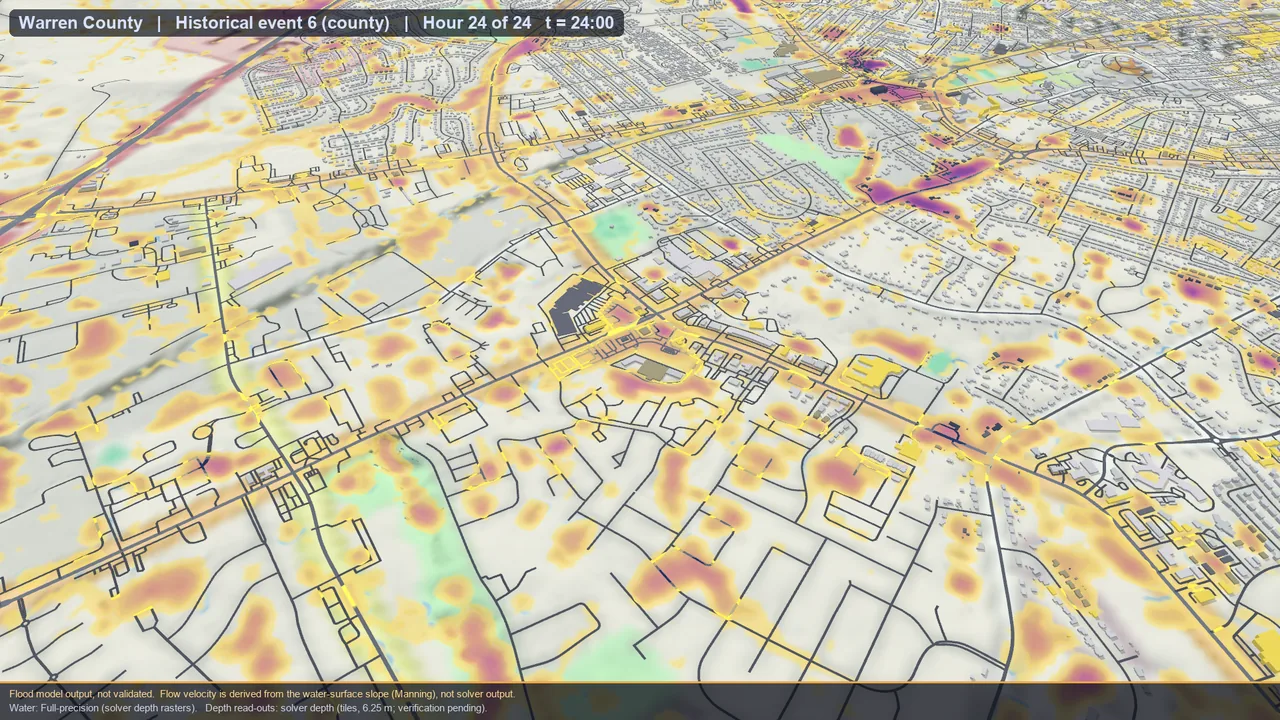 Warren County | Historical event 6 (county) | Hour 24 of 24 t = 24:00
Flood model output, not validated. Flow velocity is derived from the water-surface slope (Manning), not solver output.
Water: Full-precision (solver depth rasters). Depth read-outs: solver depth (tiles, 6.25 m; verification pending).